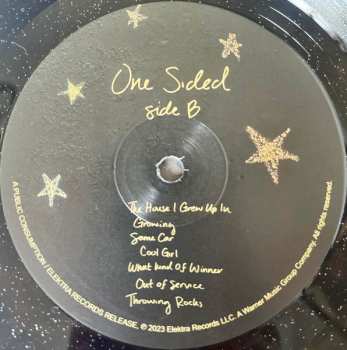 One Sided
side B
The House I Grew Up In
Growing
Same Car
Cool Girl
What Kind Of Winner
Out of Service
Throwing Rocks
A PUBLIC CONSUMPTION / ELEKTRA RECORDS RELEASE. ℗ 2023 Elektra Records LLC. A Warner Music Group Company. All rights reserved.